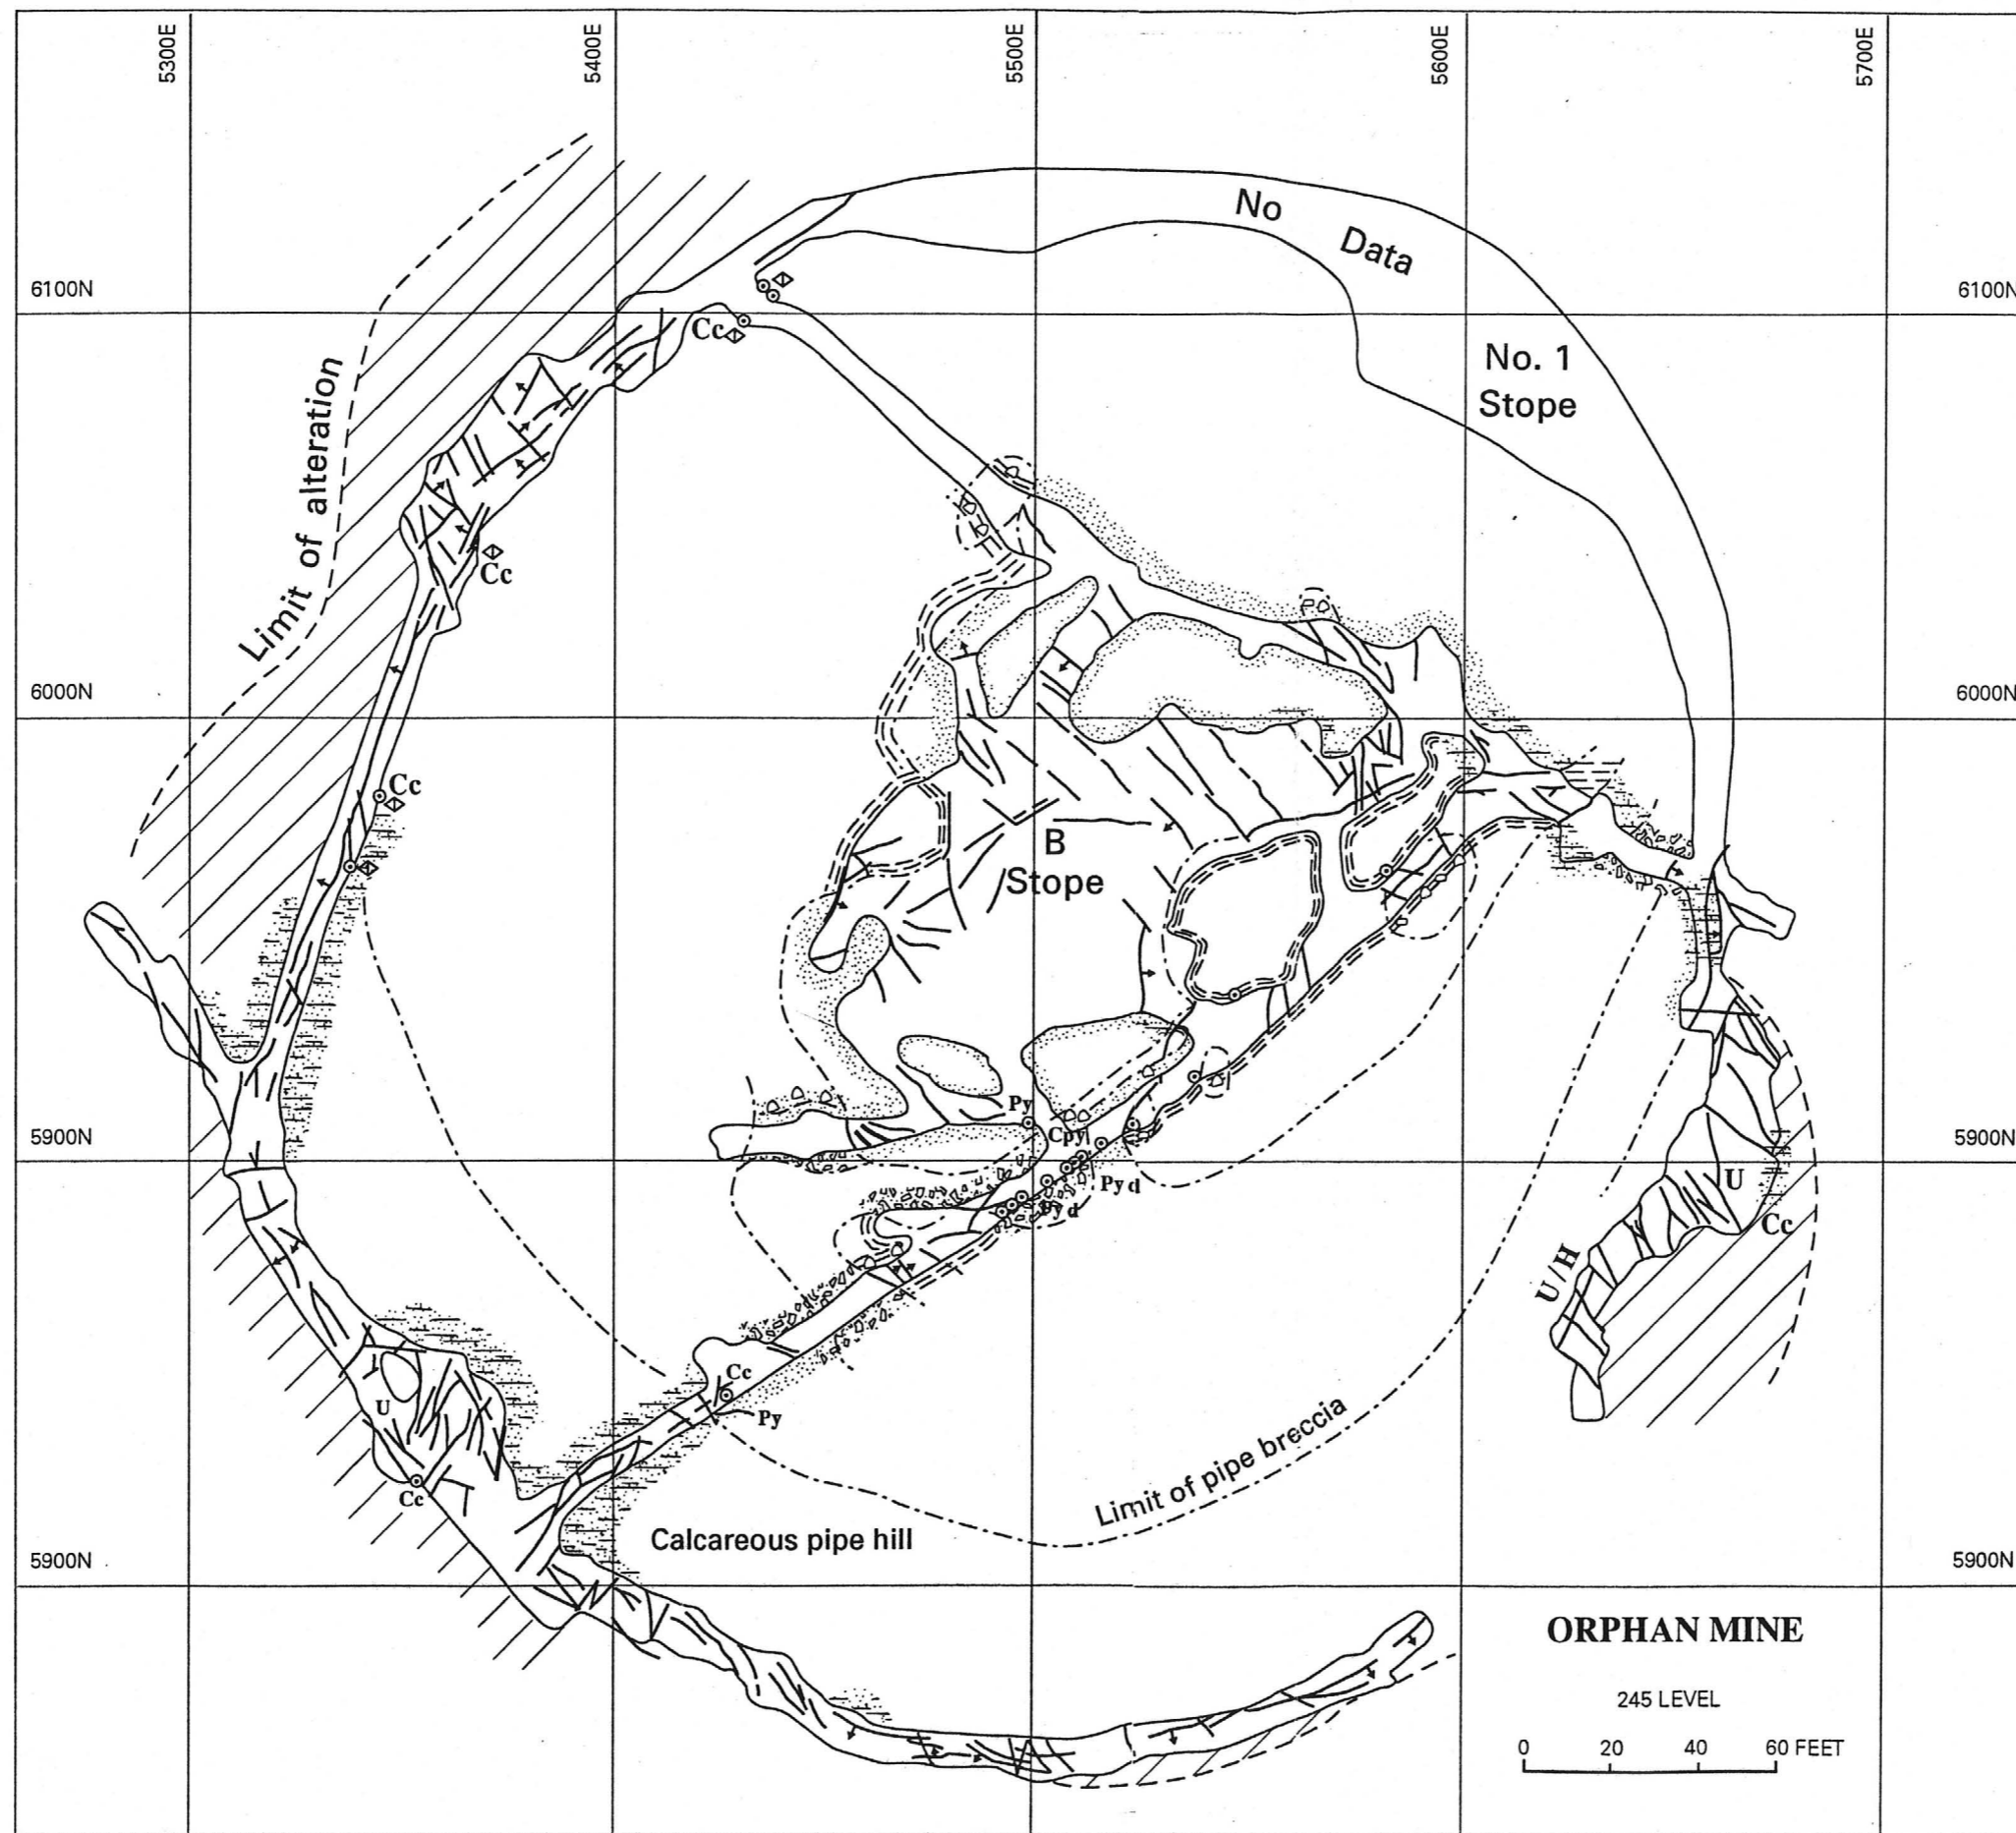 5300E
5400E
5500E
5600E
5700E
No
Data
6100N
6100N
Cc
No. 1
Stope
Limit of alteration
Cc
6000N
6000N
Cc
B
Stope
Py
Cpy
5900N
5900N
Py d
U
Py d
Cc
U/H
Cc
U
Py
Cc
Limit of pipe breccia
Calcareous pipe hill
5900N
5900N
ORPHAN MINE
245 LEVEL
0 20 40 60 FEET